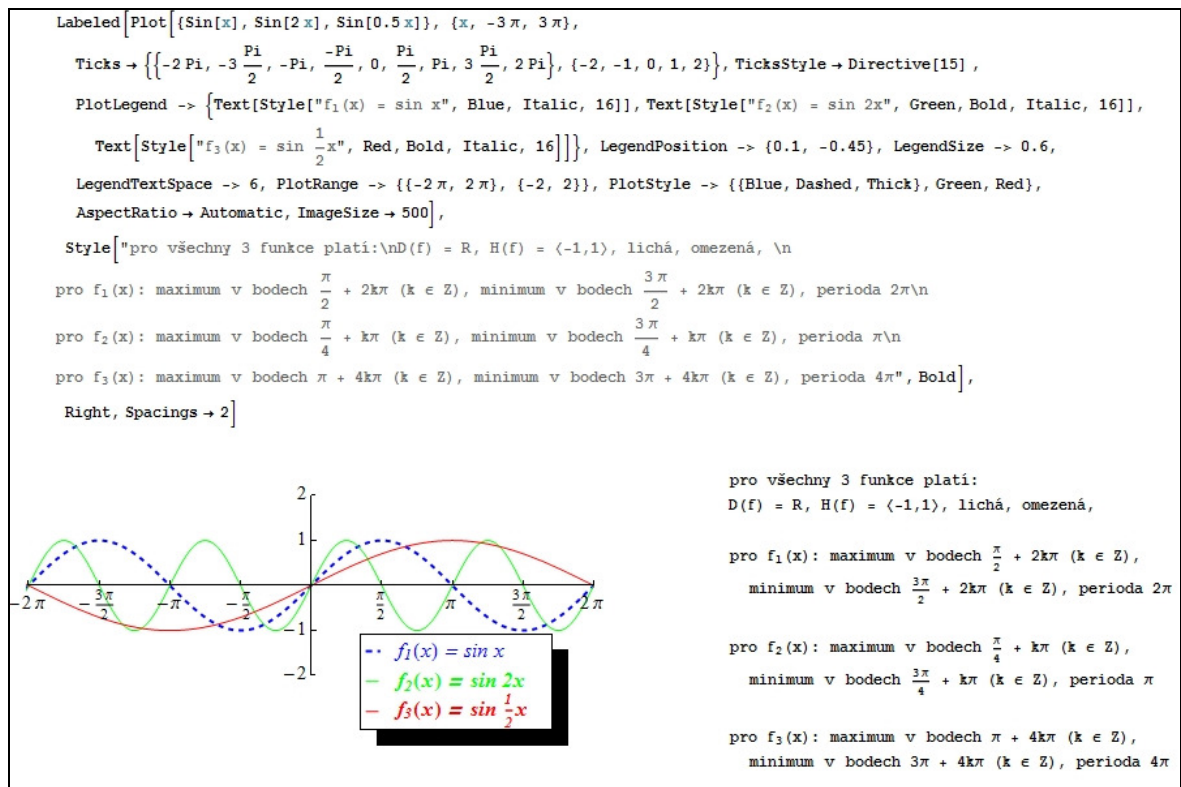 Labeled[Plot[{Sin[x], Sin[2 x], Sin[0.5 x]}, {x, -3 π, 3 π},
Ticks → {{-2 Pi, -3 Pi/2, -Pi, -Pi/2, 0, Pi/2, Pi, 3 Pi/2, 2 Pi}, {-2, -1, 0, 1, 2}}, TicksStyle → Directive[15] ,
PlotLegend -> {Text[Style["f₁(x) = sin x", Blue, Italic, 16]], Text[Style["f₂(x) = sin 2x", Green, Bold, Italic, 16]],
Text[Style["f₃(x) = sin 1/2 x", Red, Bold, Italic, 16]]}, LegendPosition -> {0.1, -0.45}, LegendSize -> 0.6,
LegendTextSpace -> 6, PlotRange -> {{-2 π, 2 π}, {-2, 2}}, PlotStyle -> {{Blue, Dashed, Thick}, Green, Red},
AspectRatio → Automatic, ImageSize → 500],
Style["pro všechny 3 funkce platí:\nD(f) = R, H(f) = ⟨-1,1⟩, lichá, omezená, \n
pro f₁(x): maximum v bodech π/2 + 2kπ (k ∈ Z), minimum v bodech 3π/2 + 2kπ (k ∈ Z), perioda 2π\n
pro f₂(x): maximum v bodech π/4 + kπ (k ∈ Z), minimum v bodech 3π/4 + kπ (k ∈ Z), perioda π\n
pro f₃(x): maximum v bodech π + 4kπ (k ∈ Z), minimum v bodech 3π + 4kπ (k ∈ Z), perioda 4π", Bold],
Right, Spacings → 2]
2
1
-2π -3π/2 -π -π/2 π/2 π 3π/2 2π
-1
-2
f₁(x) = sin x
f₂(x) = sin 2x
f₃(x) = sin 1/2 x
pro všechny 3 funkce platí:
D(f) = R, H(f) = ⟨-1,1⟩, lichá, omezená,
pro f₁(x): maximum v bodech π/2 + 2kπ (k ∈ Z),
minimum v bodech 3π/2 + 2kπ (k ∈ Z), perioda 2π
pro f₂(x): maximum v bodech π/4 + kπ (k ∈ Z),
minimum v bodech 3π/4 + kπ (k ∈ Z), perioda π
pro f₃(x): maximum v bodech π + 4kπ (k ∈ Z),
minimum v bodech 3π + 4kπ (k ∈ Z), perioda 4π